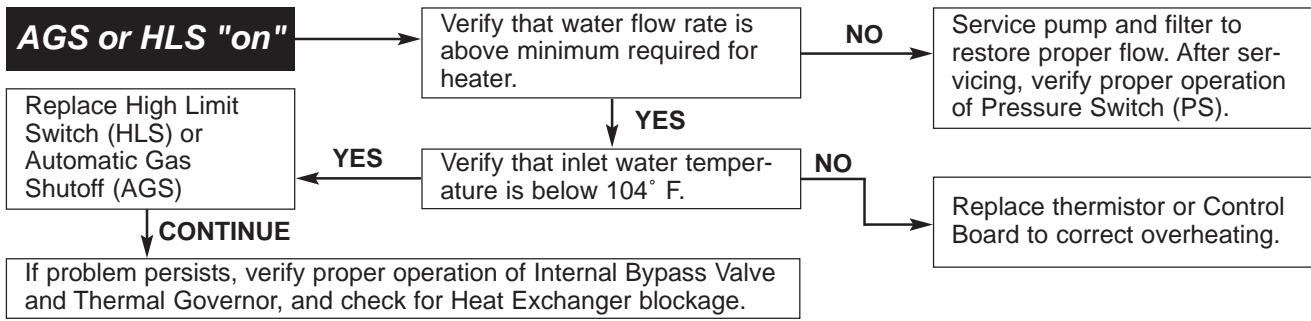 AGS or HLS "on"
Verify that water flow rate is
above minimum required for
heater.
NO
Service pump and filter to
restore proper flow. After ser-
vicing, verify proper operation
of Pressure Switch (PS).
YES
Verify that inlet water temper-
ature is below 104˚ F.
NO
Replace thermistor or Control
Board to correct overheating.
YES
Replace High Limit
Switch (HLS) or
Automatic Gas
Shutoff (AGS)
CONTINUE
If problem persists, verify proper operation of Internal Bypass Valve
and Thermal Governor, and check for Heat Exchanger blockage.